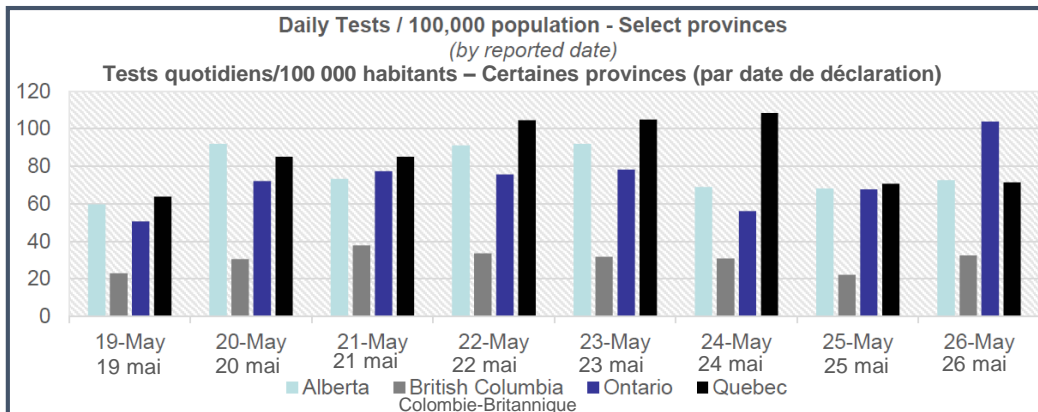 Daily Tests / 100,000 population - Select provinces
(by reported date)
Tests quotidiens/100 000 habitants – Certaines provinces (par date de déclaration)
120
100
80
60
40
20
0
19-May 20-May 21-May 22-May 23-May 24-May 25-May 26-May
19 mai 20 mai 21 mai 22 mai 23 mai 24 mai 25 mai 26 mai
Alberta British Columbia Ontario Quebec
Colombie-Britannique